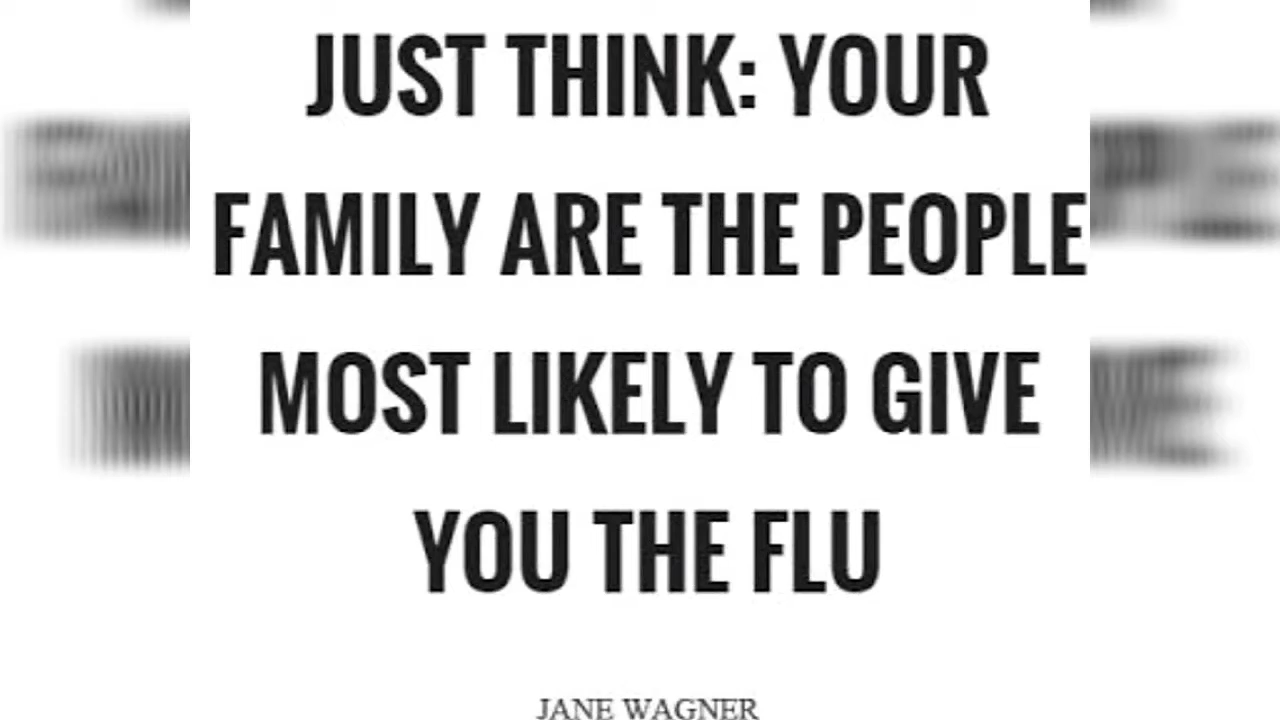 JUST THINK: YOUR
FAMILY ARE THE PEOPLE
MOST LIKELY TO GIVE
YOU THE FLU
JANE WAGNER